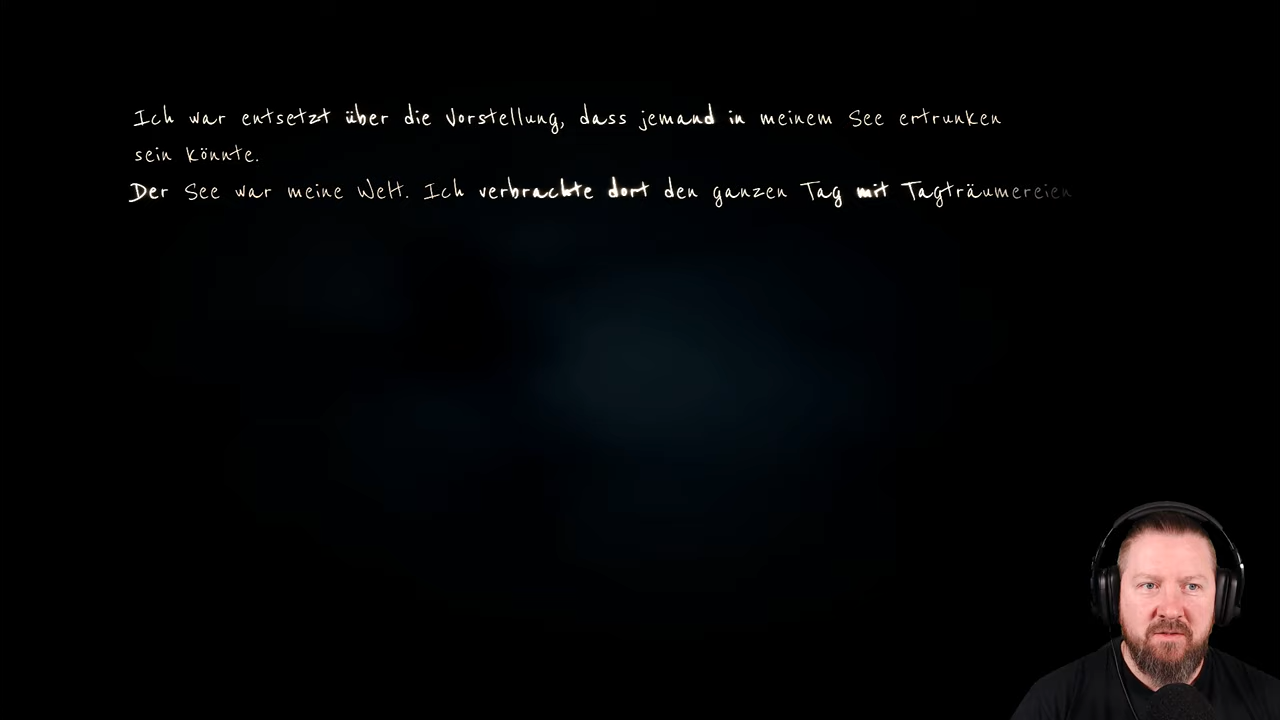 Ich war entsetzt über die Vorstellung, dass jemand in meinem See ertrunken
sein könnte.
Der See war meine Welt. Ich verbrachte dort den ganzen Tag mit Tagträumereien